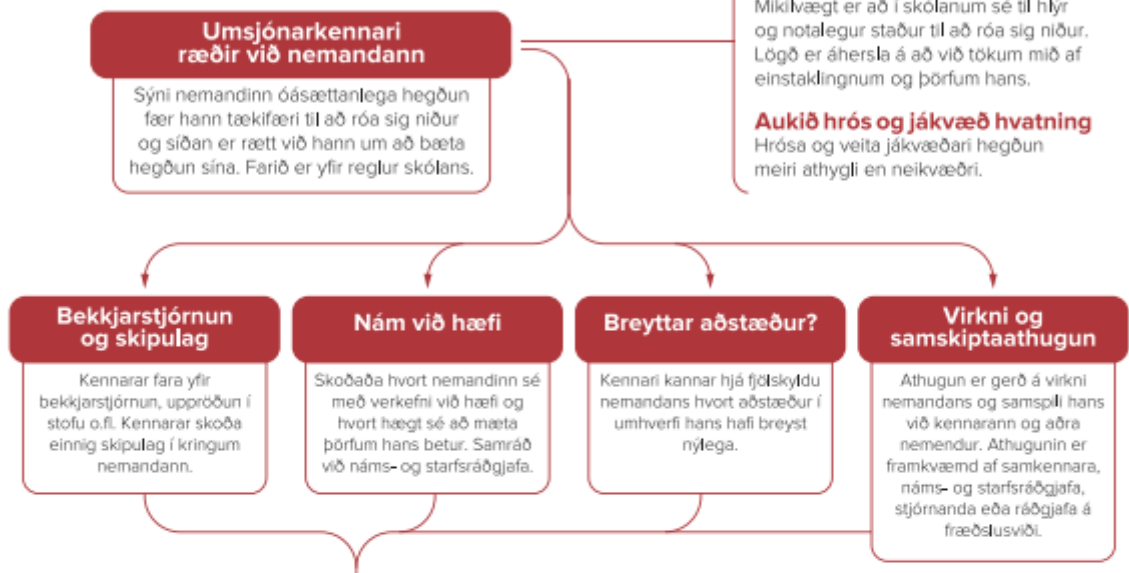 Umsjónarkennari
ræðir við nemandann
Sýni nemandinn óásættanlega hegðun
fær hann tækifæri til að róa sig niður
og síðan er rætt við hann um að bæta
hegðun sína. Farið er yfir reglur skólans.
Mikilvægt er að í skólanum sé til hlýr
og notalegur staður til að róa sig niður.
Lögð er áhersla á að við tökum mið af
einstaklingnum og þörfum hans.
Aukið hrós og jákvæð hvatning
Hrósa og veita jákvæðari hegðun
meiri athygli en neikvæðri.
Bekkjarstjórnun
og skipulag
Kennarar fara yfir
bekkjarstjórnun, uppröðun í
stofu o.fl. Kennarar skoða
einnig skipulag í kringum
nemandann.
Nám við hæfi
Skoðaða hvort nemandinn sé
með verkefni við hæfi og
hvort hægt sé að mæta
þörfum hans betur. Samráð
við náms- og starfsráðgjafa.
Breyttar aðstæður?
Kennari kannar hjá fjölskyldu
nemandans hvort aðstæður í
umhverfi hans hafi breyst
nýlega.
Virkni og
samskiptaathugun
Athugun er gerð á virkni
nemandans og samspili hans
við kennarann og aðra
nemendur. Athugunin er
framkvæmd af samkennara,
náms- og starfsráðgjafa,
stjórnanda eða ráðgjafa á
fræðslusviði.